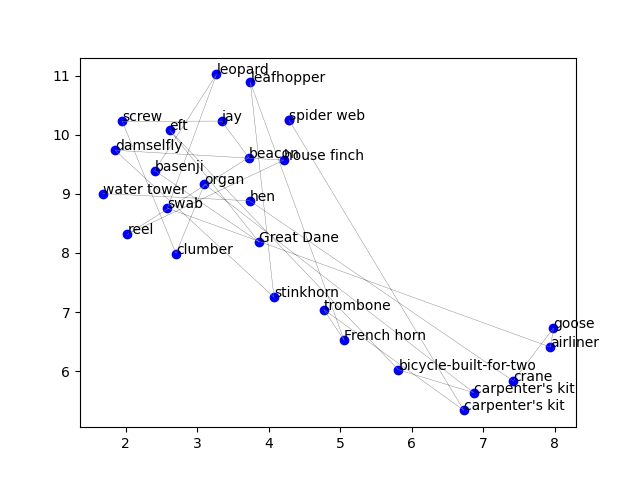 leopard
leafhopper
11
screw
eft
jay
spider web
10
damselfly
beacon
house finch
basenji
organ
9
water tower
swab
hen
reel
Great Dane
clumber
8
stinkhorn
trombone
7
goose
French horn
airliner
bicycle-built-for-two
6
crane
carpenter's kit
carpenter's kit
2 3 4 5 6 7 8